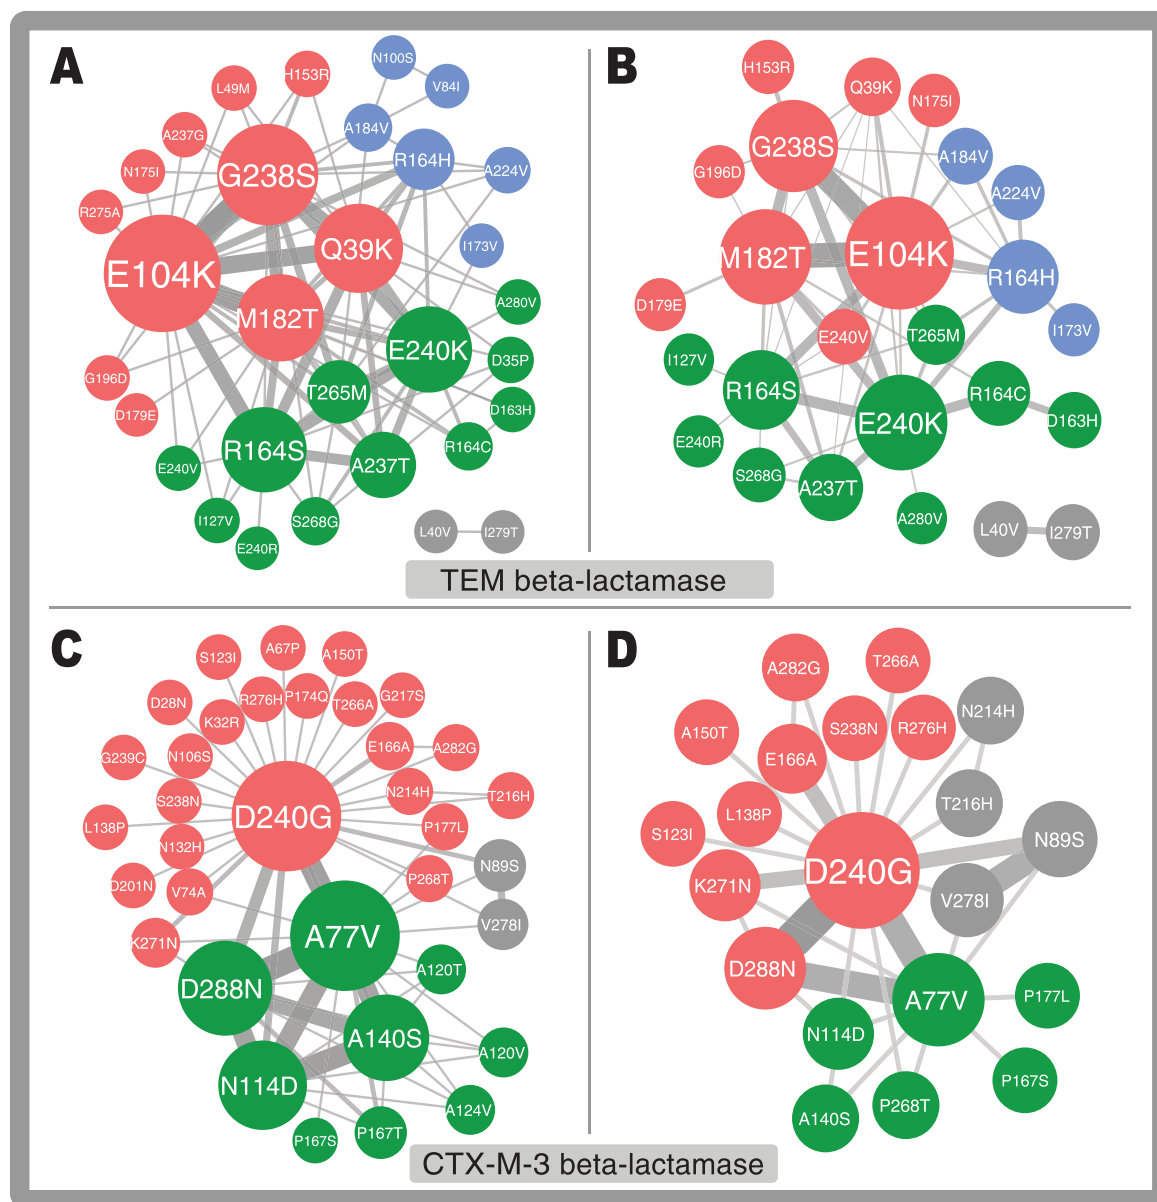 A
N100S
H153R
V84I
L49M
A184V
A237G
R164H
G238S
A224V
N175I
R275A
Q39K
I173V
E104K
A280V
M182T
E240K
D35P
G196D
T265M
D163H
D179E
R164S
R164C
A237T
E240V
I127V
S268G
E240R
L40V
I279T
B
H153R
Q39K
N175I
G238S
A184V
G196D
A224V
M182T
E104K
R164H
D179E
E240V
T265M
I173V
I127V
R164S
R164C
E240K
D163H
E240R
S268G
A237T
A280V
L40V
I279T
TEM beta-lactamase
C
A67P
S123I
A150T
R276H
P174Q
T266A
G217S
D28N
K32R
E166A
A282G
G239C
N106S
N214H
T216H
S238N
D240G
L138P
P177L
N132H
N89S
D201N
V74A
P268T
V278I
K271N
A77V
A120T
D288N
A140S
A120V
N114D
A124V
P167S
P167T
D
A282G
T266A
N214H
A150T
S238N
R276H
E166A
T216H
L138P
S123I
N89S
D240G
K271N
V278I
D288N
A77V
P177L
N114D
P167S
A140S
P268T
CTX-M-3 beta-lactamase